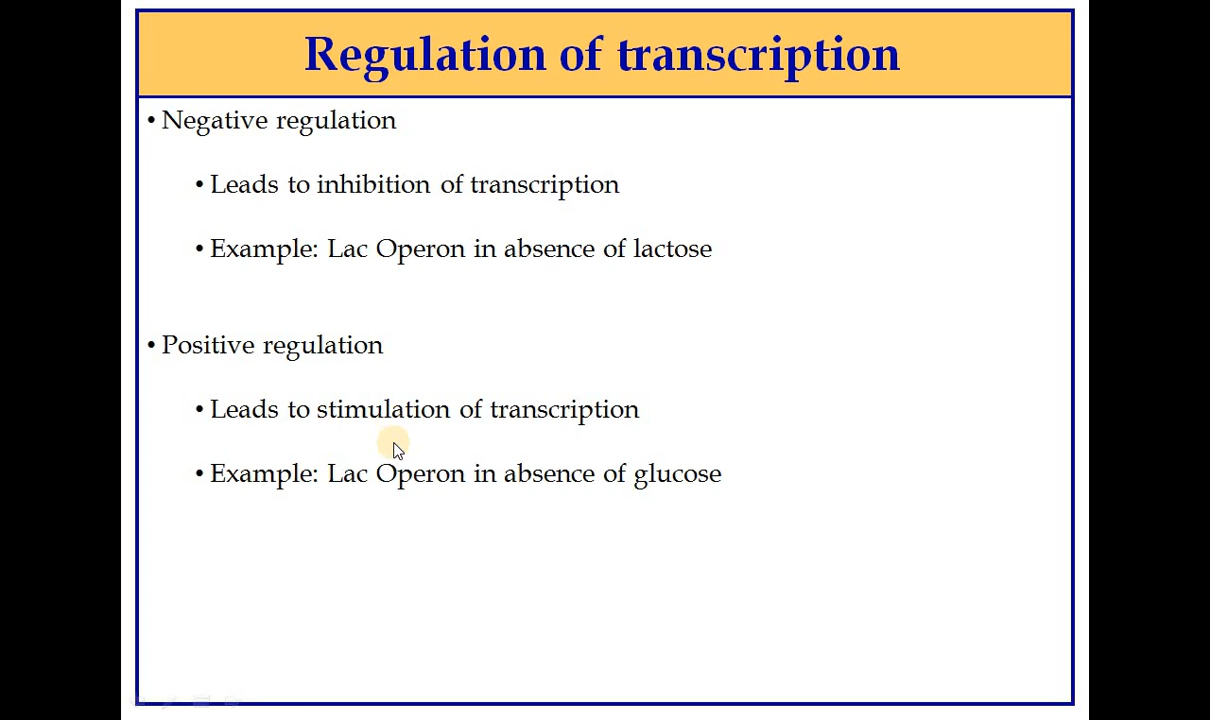 Regulation of transcription
• Negative regulation
• Leads to inhibition of transcription
• Example: Lac Operon in absence of lactose
• Positive regulation
• Leads to stimulation of transcription
• Example: Lac Operon in absence of glucose